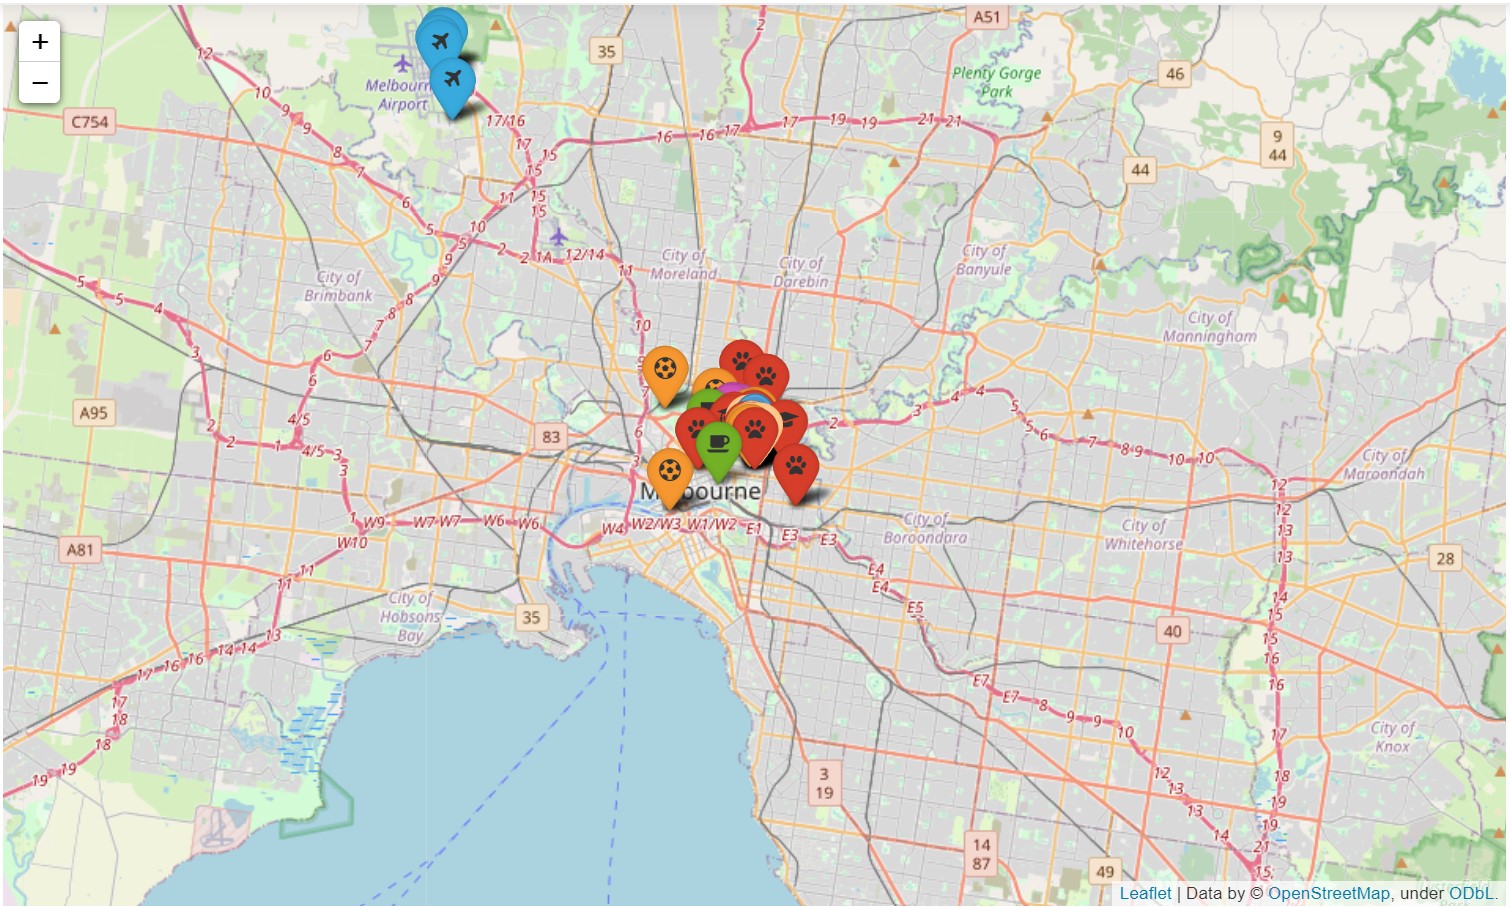 +
−
A51
2
12
35
46
Plenty Gorge
Park
Melbourn
Airport
10
9
9
C754
17/16
17
16
16
17
17
19
19
21
21
9
44
8
15
15
7
44
11
15
15
6
5
10
5
2
2
1A
12/14
11
City of
Moreland
City of
Darebin
City of
Banyule
9
9
City of
Brimbank
5
5
4
8
8
7
7
10
City of
Manningham
3
6
6
4
4
A95
4/5
2
2
1
4/5
3
3
83
6
3
2
3
5
6
7
8
9
10
10
City of
Maroondah
12
12
13
13
M
bourne
1
W9
W7
W7
W6
W6
W4
W2/W3
W1/W2
E1
E3
E3
City of
Boroondara
City of
Whitehorse
W10
A81
28
11
11
E4
E4
E5
14
15
15
16
16
City of
Hobsons
Bay
35
40
13
14
14
16
16
17
17
18
18
E7
E7
8
9
9
10
17
City of
Knox
19
19
3
19
12
13
13
14
18
19
19
21
15
14
87
49
Leaflet | Data by © OpenStreetMap, under ODbL.